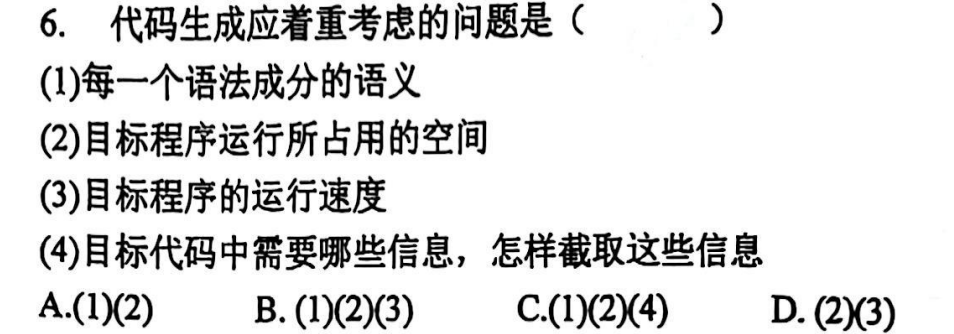 6. 代码生成应着重考虑的问题是（ ）
(1)每一个语法成分的语义
(2)目标程序运行所占用的空间
(3)目标程序的运行速度
(4)目标代码中需要哪些信息，怎样截取这些信息
A.(1)(2) B. (1)(2)(3) C.(1)(2)(4) D. (2)(3)